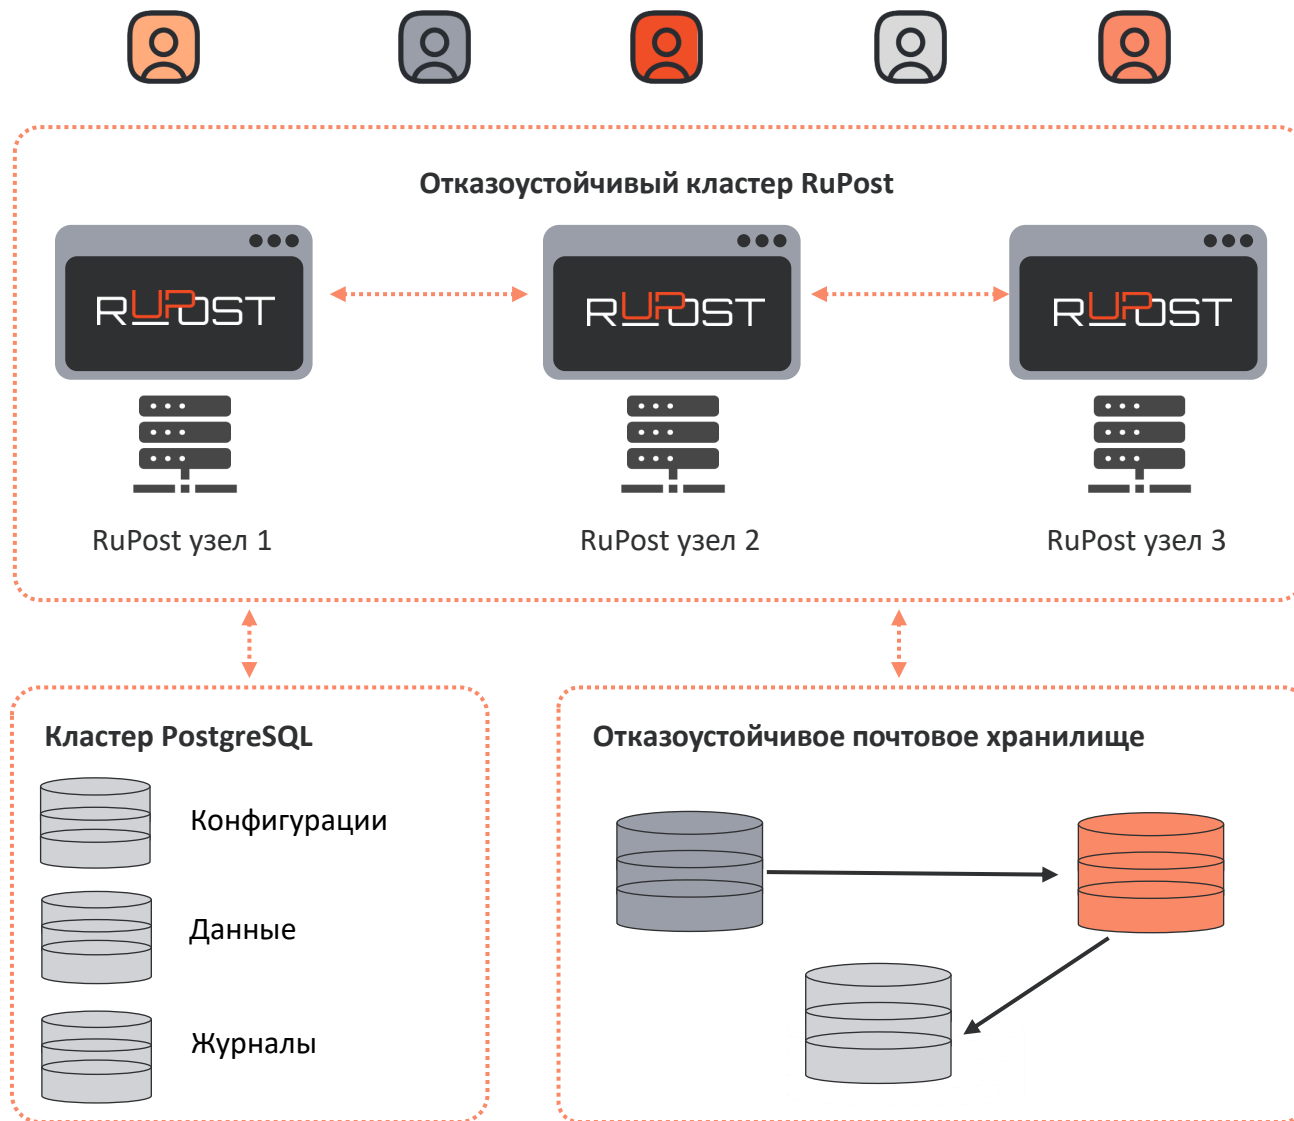 Отказоустойчивый кластер RuPost
RUPOST
RUPOST
RUPOST
RuPost узел 1
RuPost узел 2
RuPost узел 3
Кластер PostgreSQL
Конфигурации
Данные
Журналы
Отказоустойчивое почтовое хранилище